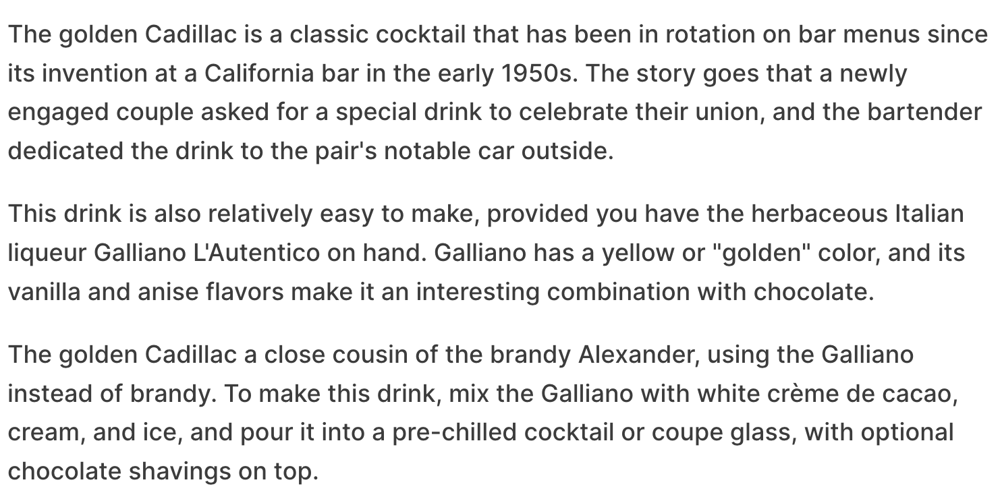 The golden Cadillac is a classic cocktail that has been in rotation on bar menus since
its invention at a California bar in the early 1950s. The story goes that a newly
engaged couple asked for a special drink to celebrate their union, and the bartender
dedicated the drink to the pair's notable car outside.
This drink is also relatively easy to make, provided you have the herbaceous Italian
liqueur Galliano L'Autentico on hand. Galliano has a yellow or "golden" color, and its
vanilla and anise flavors make it an interesting combination with chocolate.
The golden Cadillac a close cousin of the brandy Alexander, using the Galliano
instead of brandy. To make this drink, mix the Galliano with white crème de cacao,
cream, and ice, and pour it into a pre-chilled cocktail or coupe glass, with optional
chocolate shavings on top.